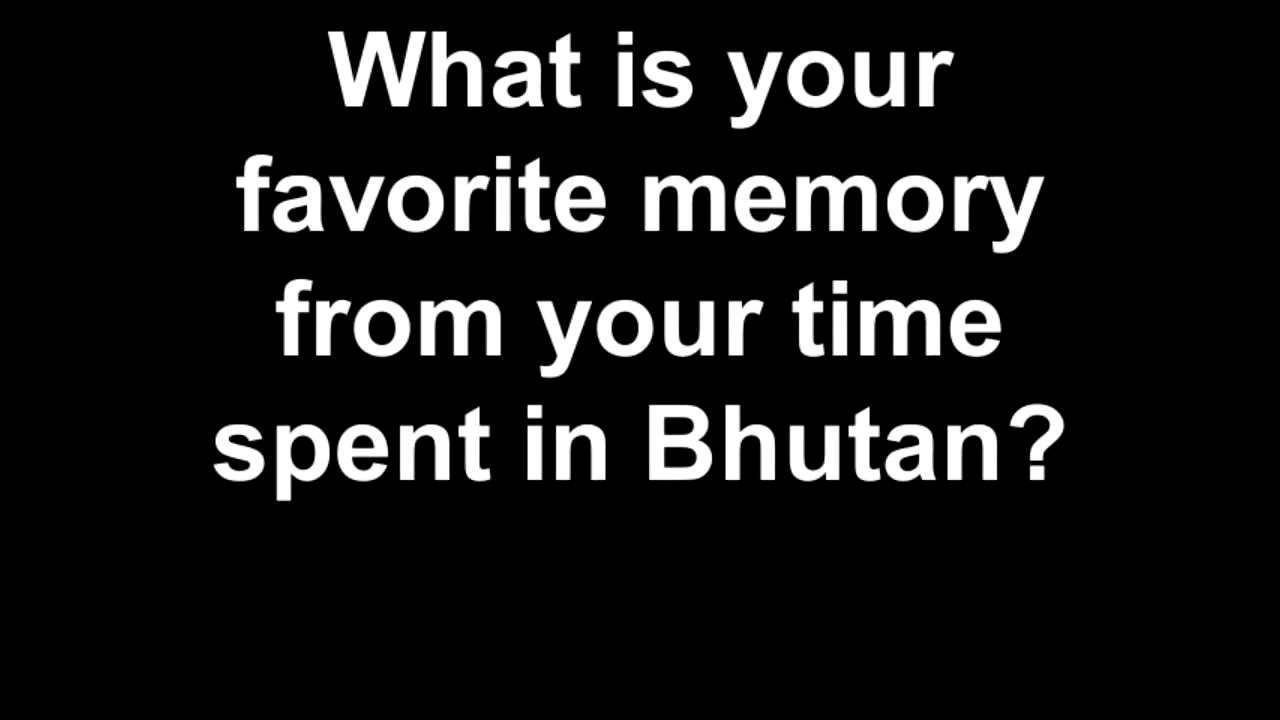 What is your
favorite memory
from your time
spent in Bhutan?